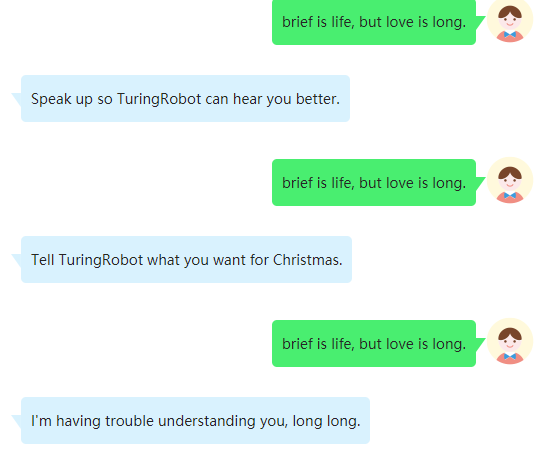 brief is life, but love is long.
Speak up so TuringRobot can hear you better.
brief is life, but love is long.
Tell TuringRobot what you want for Christmas.
brief is life, but love is long.
I'm having trouble understanding you, long long.